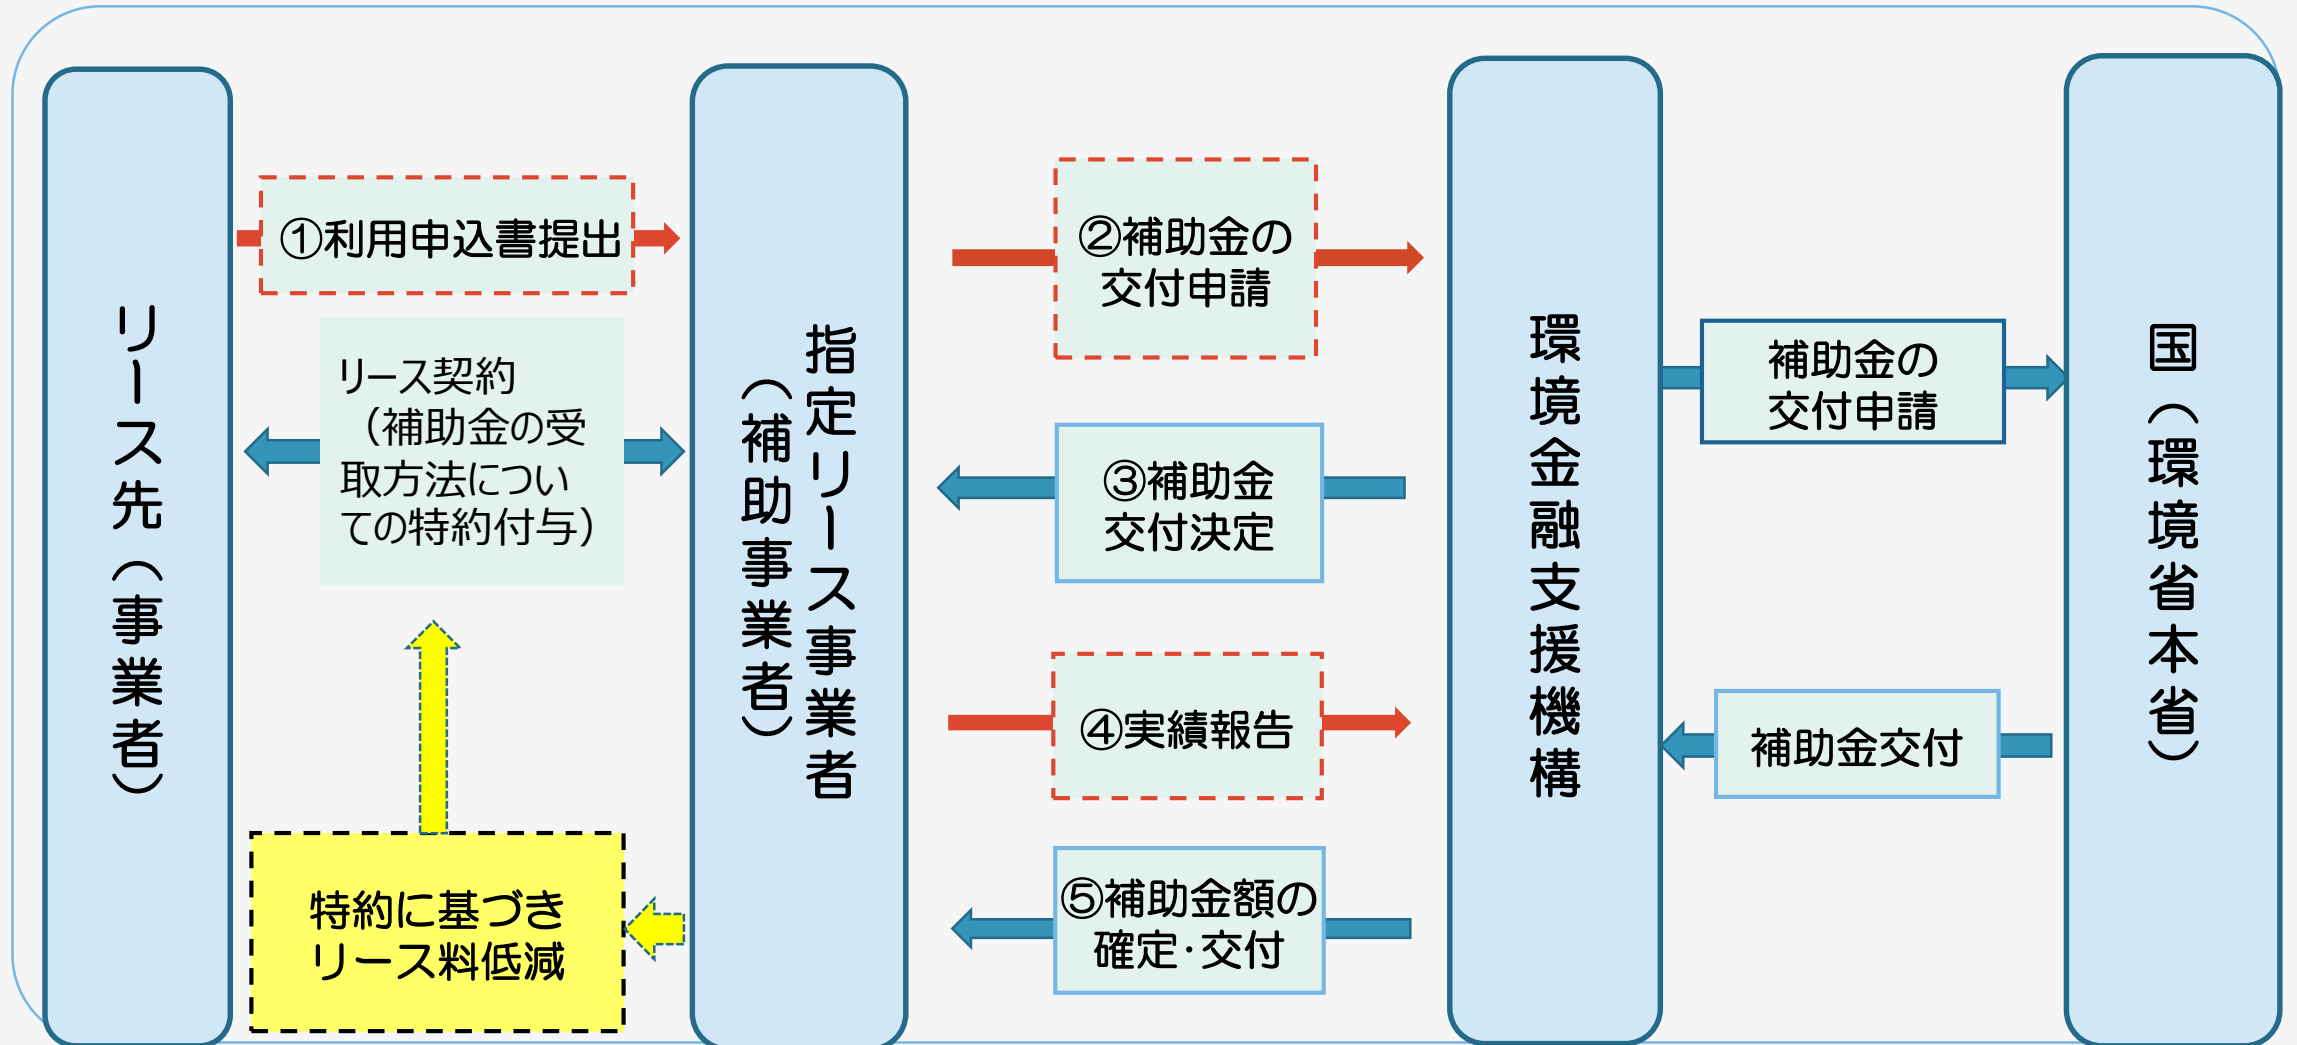 リース先（事業者）
①利用申込書提出
リース契約
（補助金の受
取方法につい
ての特約付与）
特約に基づき
リース料低減
指定リース事業者
（補助事業者）
②補助金の
交付申請
③補助金
交付決定
④実績報告
⑤補助金額の
確定・交付
環境金融支援機構
補助金の
交付申請
補助金交付
国（環境省本省）